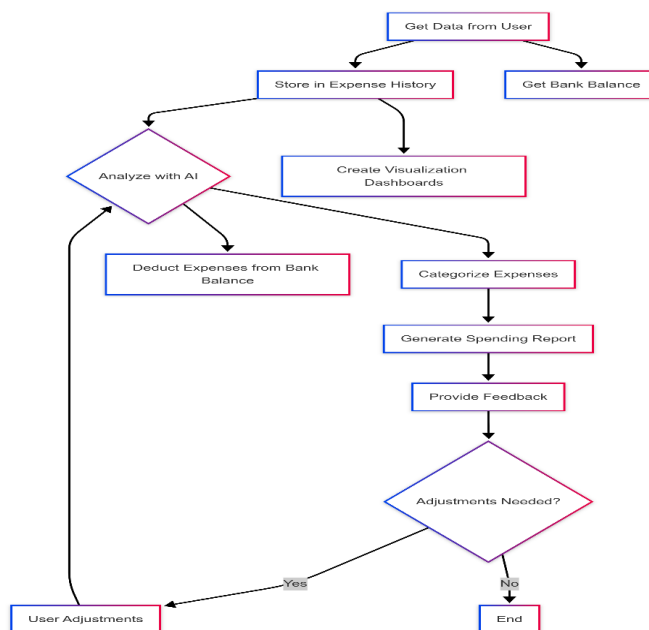 Get Data from User
Store in Expense History
Get Bank Balance
Analyze with AI
Create Visualization
Dashboards
Deduct Expenses from Bank
Balance
Categorize Expenses
Generate Spending Report
Provide Feedback
Adjustments Needed?
Yes
No
User Adjustments
End